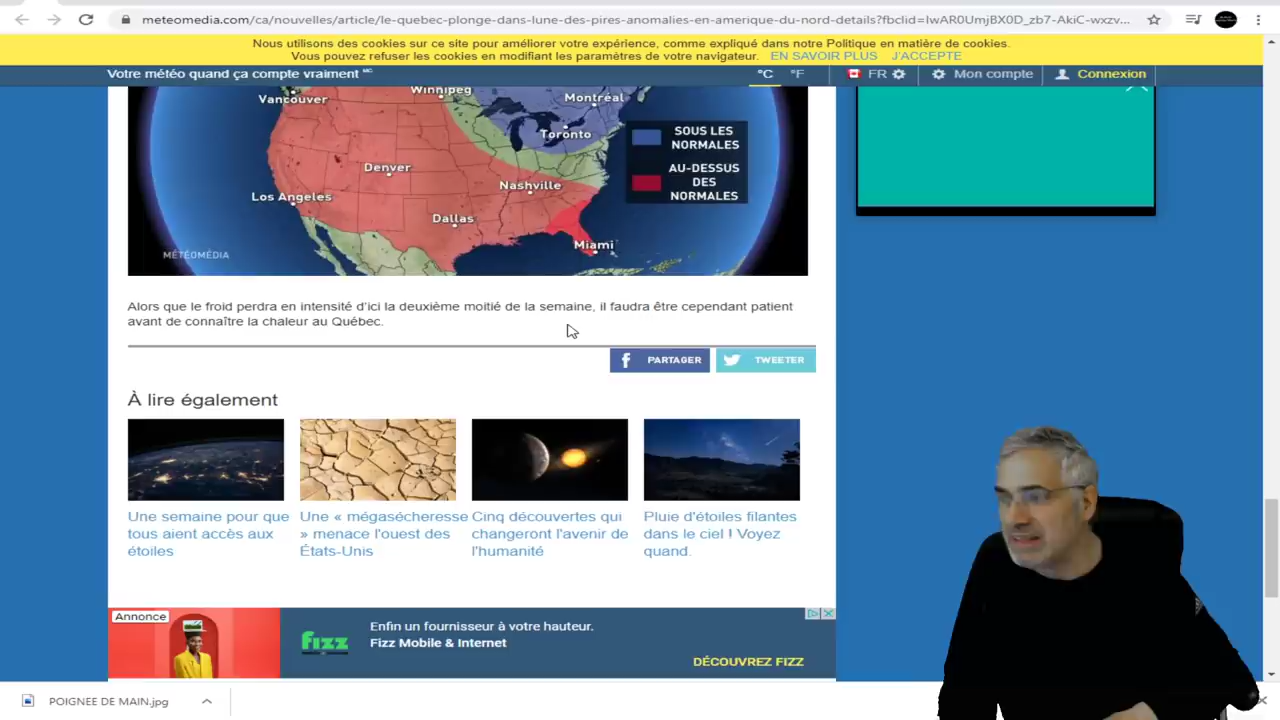 meteomedia.com/ca/nouvelles/article/le-quebec-plonge-dans-lune-des-pires-anomalies-en-amerique-du-nord-details?fbclid=IwAR0UmjBX0D_zb7-AkiC-wxzv...
Nous utilisons des cookies sur ce site pour améliorer votre expérience, comme expliqué dans notre Politique en matière de cookies.
Vous pouvez refuser les cookies en modifiant les paramètres de votre navigateur. EN SAVOIR PLUS J'ACCEPTE
Votre météo quand ça compte vraiment MC
°C °F FR Mon compte Connexion
Vancouver
Winnipeg
Montréal
Toronto
SOUS LES
NORMALES
AU-DESSUS
DES
NORMALES
Denver
Nashville
Los Angeles
Dallas
Miami
MÉTÉOMÉDIA
Alors que le froid perdra en intensité d'ici la deuxième moitié de la semaine, il faudra être cependant patient
avant de connaître la chaleur au Québec.
PARTAGER TWEETER
À lire également
Une semaine pour que
tous aient accès aux
étoiles
Une « mégasécheresse
» menace l'ouest des
États-Unis
Cinq découvertes qui
changeront l'avenir de
l'humanité
Pluie d'étoiles filantes
dans le ciel ! Voyez
quand.
Annonce
fizz
Enfin un fournisseur à votre hauteur.
Fizz Mobile & Internet
DÉCOUVREZ FIZZ
POIGNEE DE MAIN.jpg